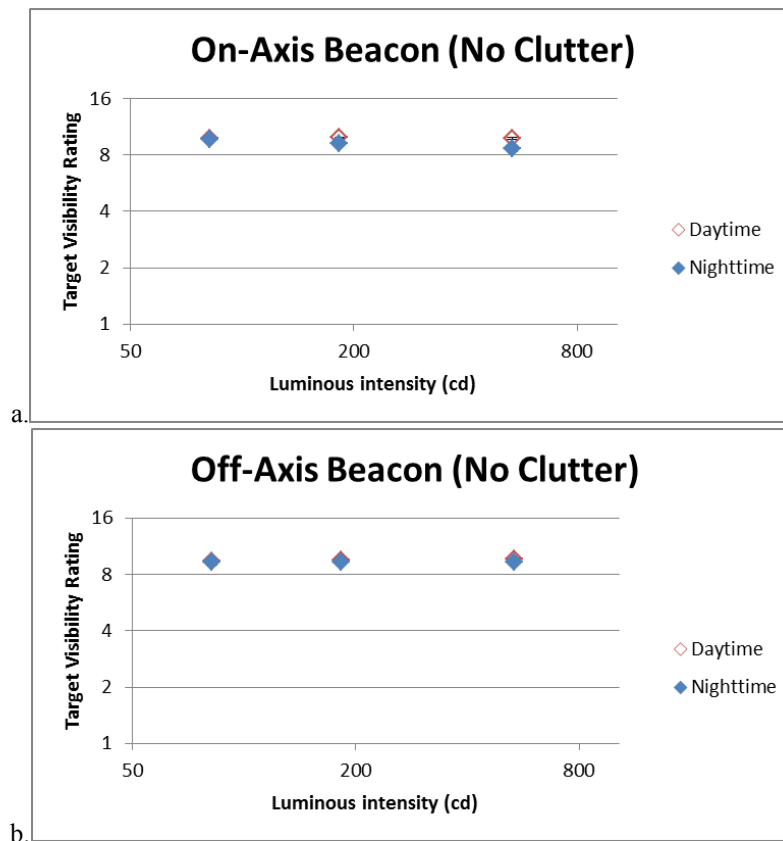 On-Axis Beacon (No Clutter)
16
8
4
2
1
Target Visibility Rating
50
200
800
Luminous intensity (cd)
Daytime
Nighttime
a.
Off-Axis Beacon (No Clutter)
16
8
4
2
1
Target Visibility Rating
50
200
800
Luminous intensity (cd)
Daytime
Nighttime
b.